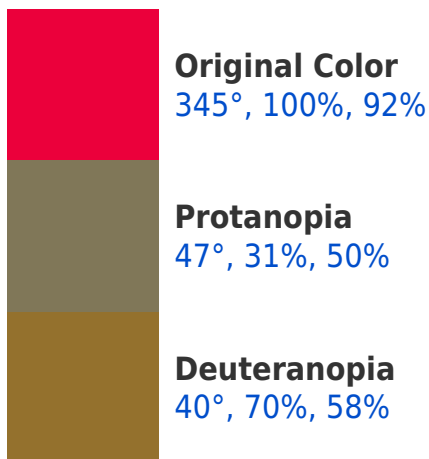 Original Color
345°, 100%, 92%
Protanopia
47°, 31%, 50%
Deuteranopia
40°, 70%, 58%